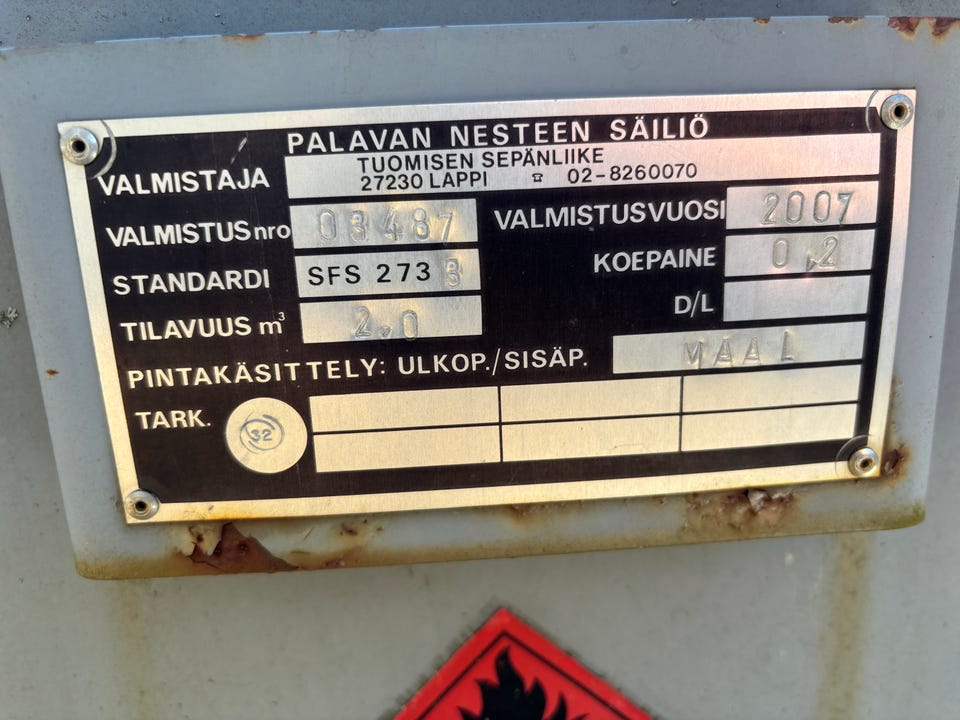 PALAVAN NESTEEN SÄILIÖ
VALMISTAJA TUOMISEN SEPÄNLIIKE
27230 LAPPI ☎ 02-8260070
VALMISTUSnro 03487 VALMISTUSVUOSI 2007
STANDARDI SFS 2733 KOEPAINE 0,2
TILAVUUS m³ 2,0 D/L
PINTAKÄSITTELY: ULKOP./SISÄP. MAAL
TARK. 32